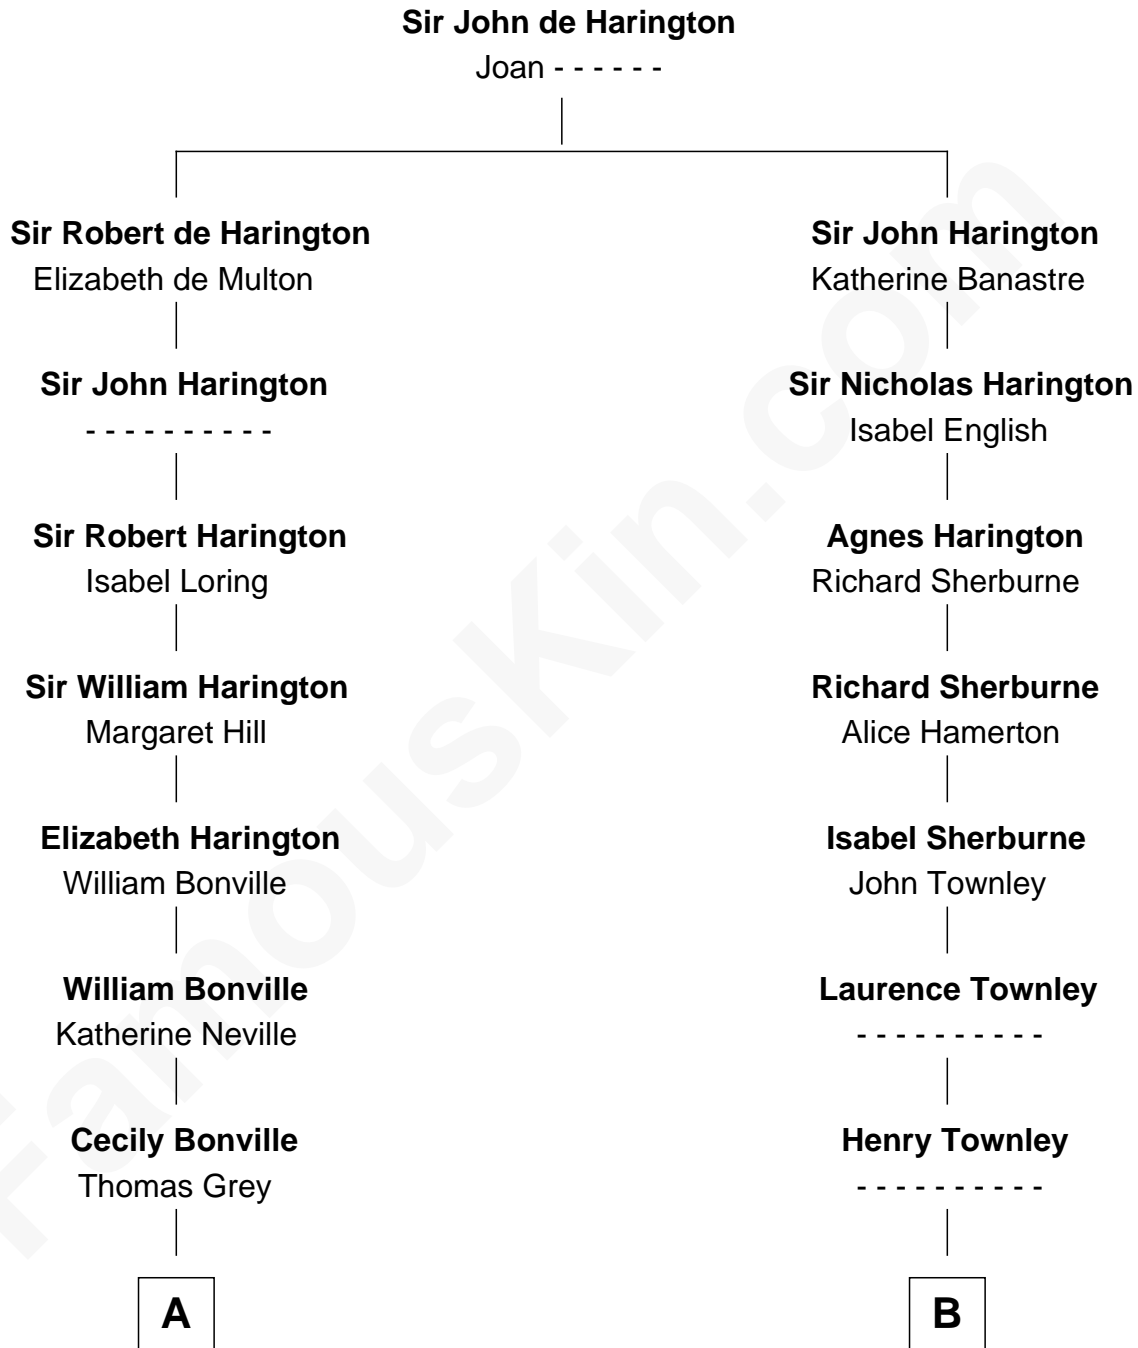 Sir John de Harington
Joan - - - - - -
Sir Robert de Harington
Elizabeth de Multon
Sir John Harington
Katherine Banastre
Sir John Harington
- - - - - - - - - -
Sir Nicholas Harington
Isabel English
Sir Robert Harington
Isabel Loring
Agnes Harington
Richard Sherburne
Sir William Harington
Margaret Hill
Richard Sherburne
Alice Hamerton
Elizabeth Harington
William Bonville
Isabel Sherburne
John Townley
William Bonville
Katherine Neville
Laurence Townley
- - - - - - - - - -
Cecily Bonville
Thomas Grey
Henry Townley
- - - - - - - - - -
A
B
FamousKin.com